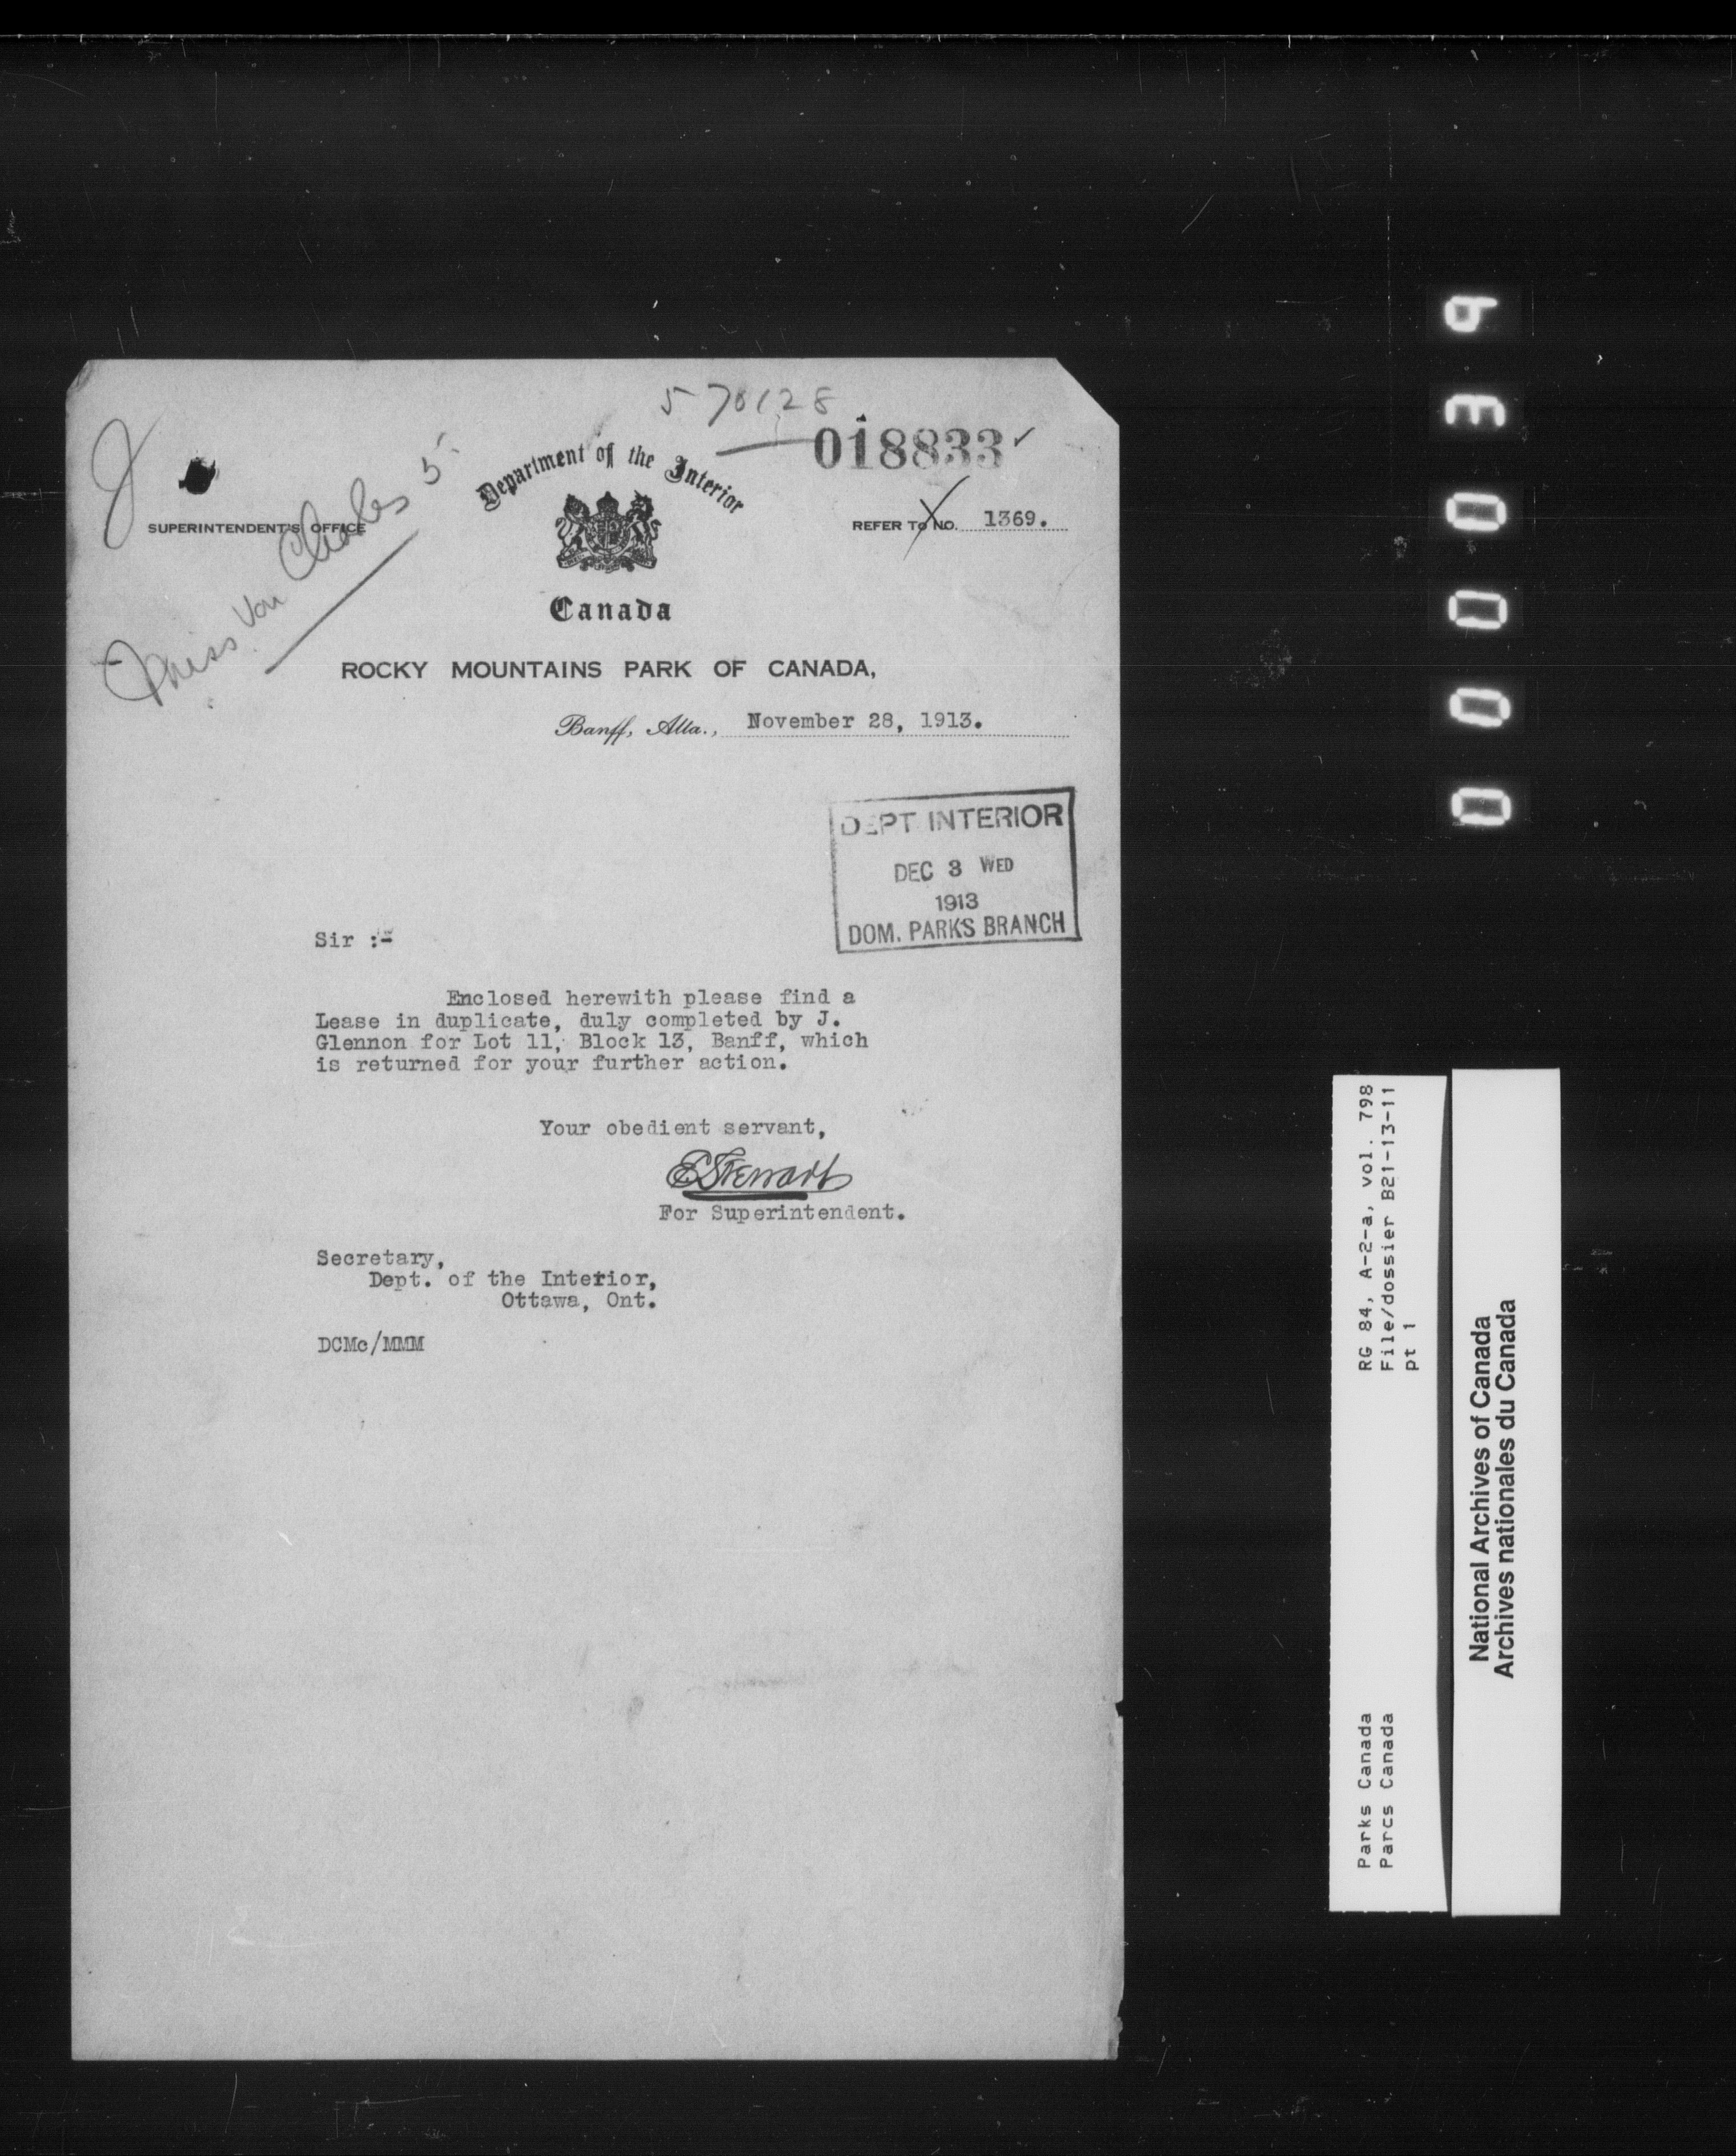 570128
018833
Department of the Interior
SUPERINTENDENT'S OFFICE
REFER TO NO. 1369.
Miss Von Charles 5
Canada
ROCKY MOUNTAINS PARK OF CANADA,
Banff, Alta., November 28, 1913.
DEPT INTERIOR
DEC 3 WED
1913
DOM. PARKS BRANCH
Sir :-
Enclosed herewith please find a
Lease in duplicate, duly completed by J.
Glennon for Lot 11, Block 13, Banff, which
is returned for your further action.
Your obedient servant,
E Stewart
For Superintendent.
Secretary,
Dept. of the Interior,
Ottawa, Ont.
DCMc/MMM
RG 84, A-2-a, vol. 798
File/dossier B21-13-11
pt 1
Parks Canada
Parcs Canada
National Archives of Canada
Archives nationales du Canada